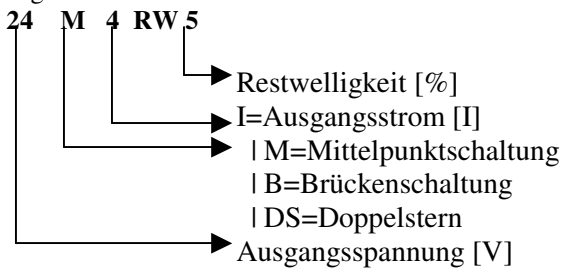 24 M 4 RW 5
Restwelligkeit [%]
I=Ausgangsstrom [I]
| M=Mittelpunktschaltung
| B=Brückenschaltung
| DS=Doppelstern
Ausgangsspannung [V]